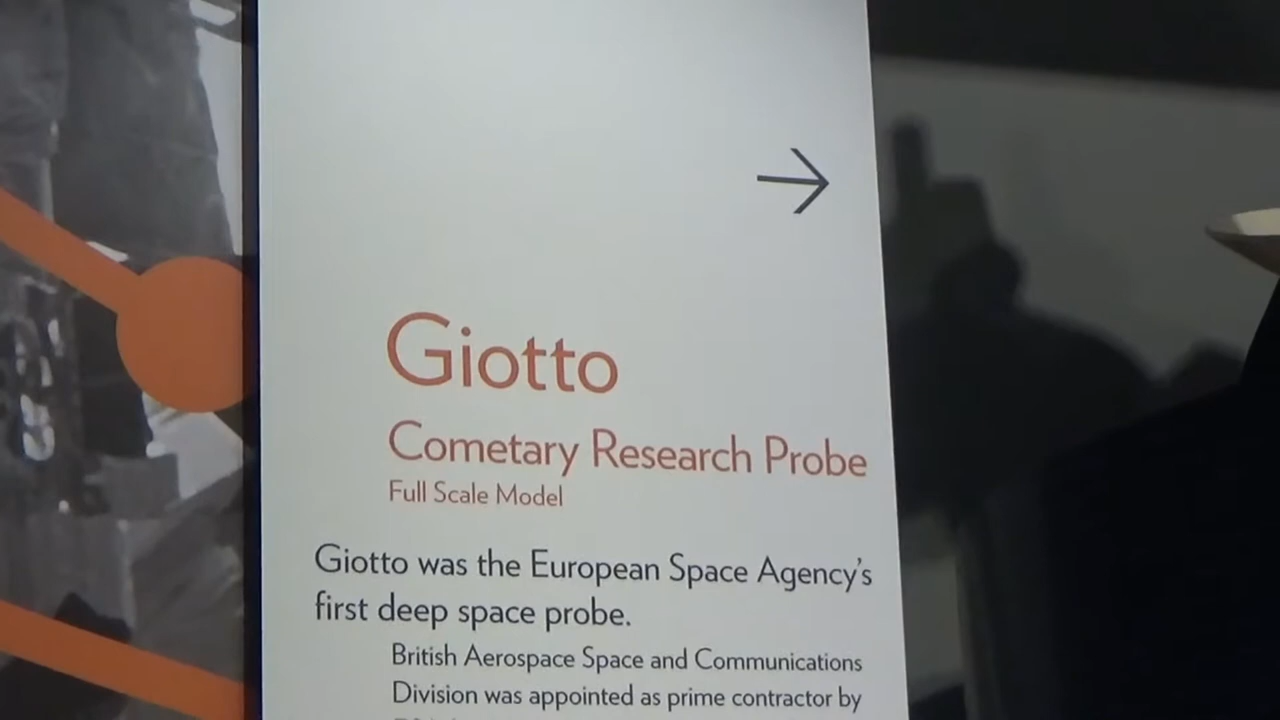 →
Giotto
Cometary Research Probe
Full Scale Model
Giotto was the European Space Agency's
first deep space probe.
British Aerospace Space and Communications
Division was appointed as prime contractor by